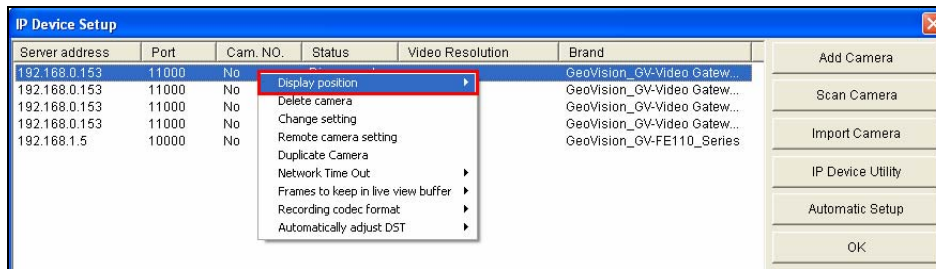 IP Device Setup
Server address Port Cam. NO. Status Video Resolution Brand
192.168.0.153 11000 No GeoVision_GV-Video Gatew...
192.168.0.153 11000 No GeoVision_GV-Video Gatew...
192.168.0.153 11000 No GeoVision_GV-Video Gatew...
192.168.0.153 11000 No GeoVision_GV-Video Gatew...
192.168.1.5 10000 No GeoVision_GV-FE110_Series
Display position
Delete camera
Change setting
Remote camera setting
Duplicate Camera
Network Time Out
Frames to keep in live view buffer
Recording codec format
Automatically adjust DST
Add Camera
Scan Camera
Import Camera
IP Device Utility
Automatic Setup
OK